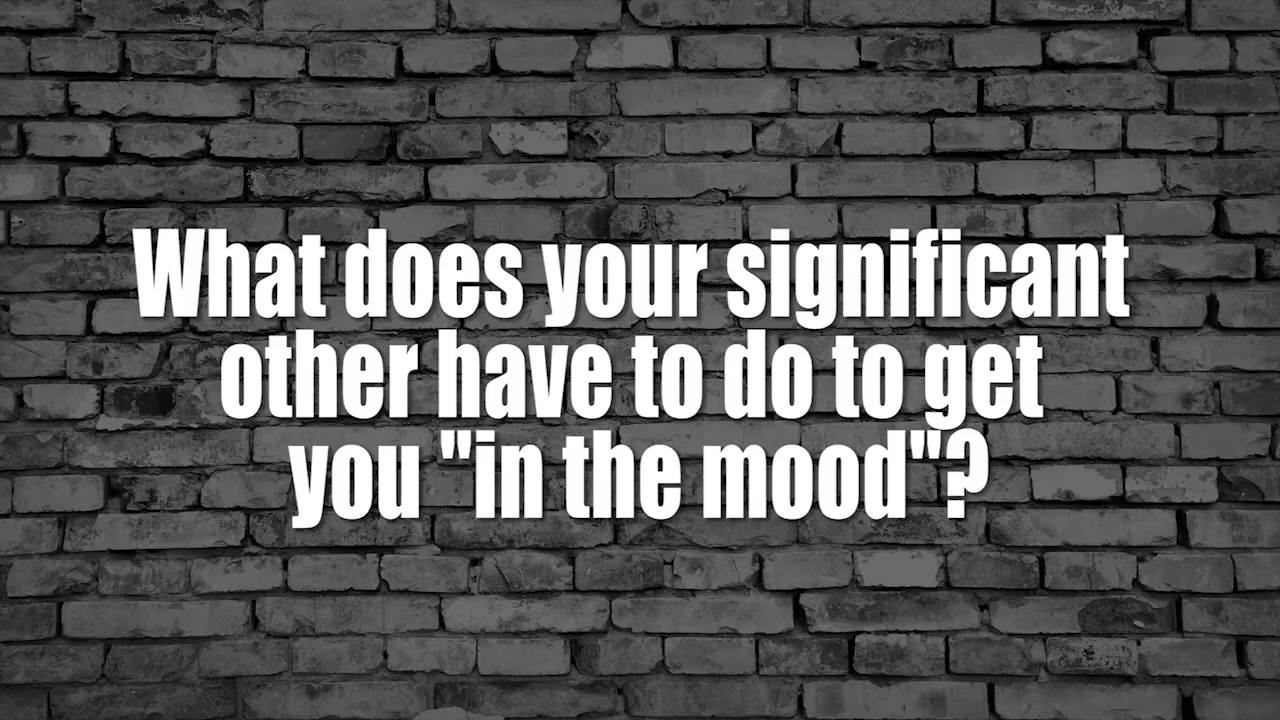 What does your significant
other have to do to get
you "in the mood"?